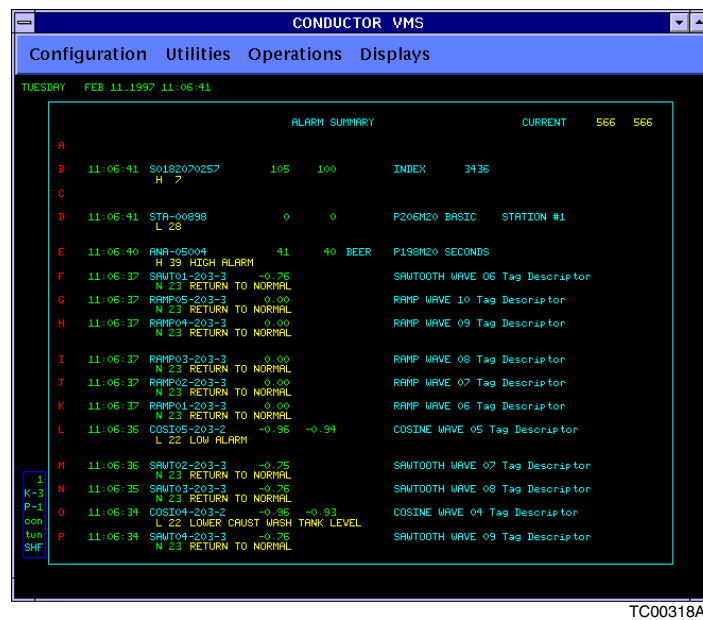 CONDUCTOR VMS
Configuration Utilities Operations Displays
TUESDAY FEB 11.1997 11:06:41
ALARM SUMMARY CURRENT 566 566
A
B 11:06:41 SO182070257 105 100 INDEX 3436
H 7
C
D 11:06:41 STA-00898 0 0 P206M20 BASIC STATION #1
L 28
E 11:06:40 ANA-05004 41 40 BEER P198M20 SECONDS
H 39 HIGH ALARM
F 11:06:37 SAWT01-203-3 -0.76 SAWTOOTH WAVE 06 Tag Descriptor
N 23 RETURN TO NORMAL
G 11:06:37 RAMP05-203-3 0.00 RAMP WAVE 10 Tag Descriptor
N 23 RETURN TO NORMAL
H 11:06:37 RAMP04-203-3 0.00 RAMP WAVE 09 Tag Descriptor
N 23 RETURN TO NORMAL
I 11:06:37 RAMP03-203-3 0.00 RAMP WAVE 08 Tag Descriptor
N 23 RETURN TO NORMAL
J 11:06:37 RAMP02-203-3 0.00 RAMP WAVE 07 Tag Descriptor
N 23 RETURN TO NORMAL
K 11:06:37 RAMP01-203-3 0.00 RAMP WAVE 06 Tag Descriptor
N 23 RETURN TO NORMAL
L 11:06:36 COSI05-203-2 -0.96 -0.94 COSINE WAVE 05 Tag Descriptor
L 22 LOW ALARM
M 11:06:36 SAWT02-203-3 -0.75 SAWTOOTH WAVE 07 Tag Descriptor
N 23 RETURN TO NORMAL
N 11:06:35 SAWT03-203-3 -0.76 SAWTOOTH WAVE 08 Tag Descriptor
N 23 RETURN TO NORMAL
O 11:06:34 COSI04-203-2 -0.96 -0.93 COSINE WAVE 04 Tag Descriptor
L 22 LOWER CAUST WASH TANK LEVEL
P 11:06:34 SAWT04-203-3 -0.76 SAWTOOTH WAVE 09 Tag Descriptor
N 23 RETURN TO NORMAL
1
K-3
P-1
con
tun
SHF
TC00318A